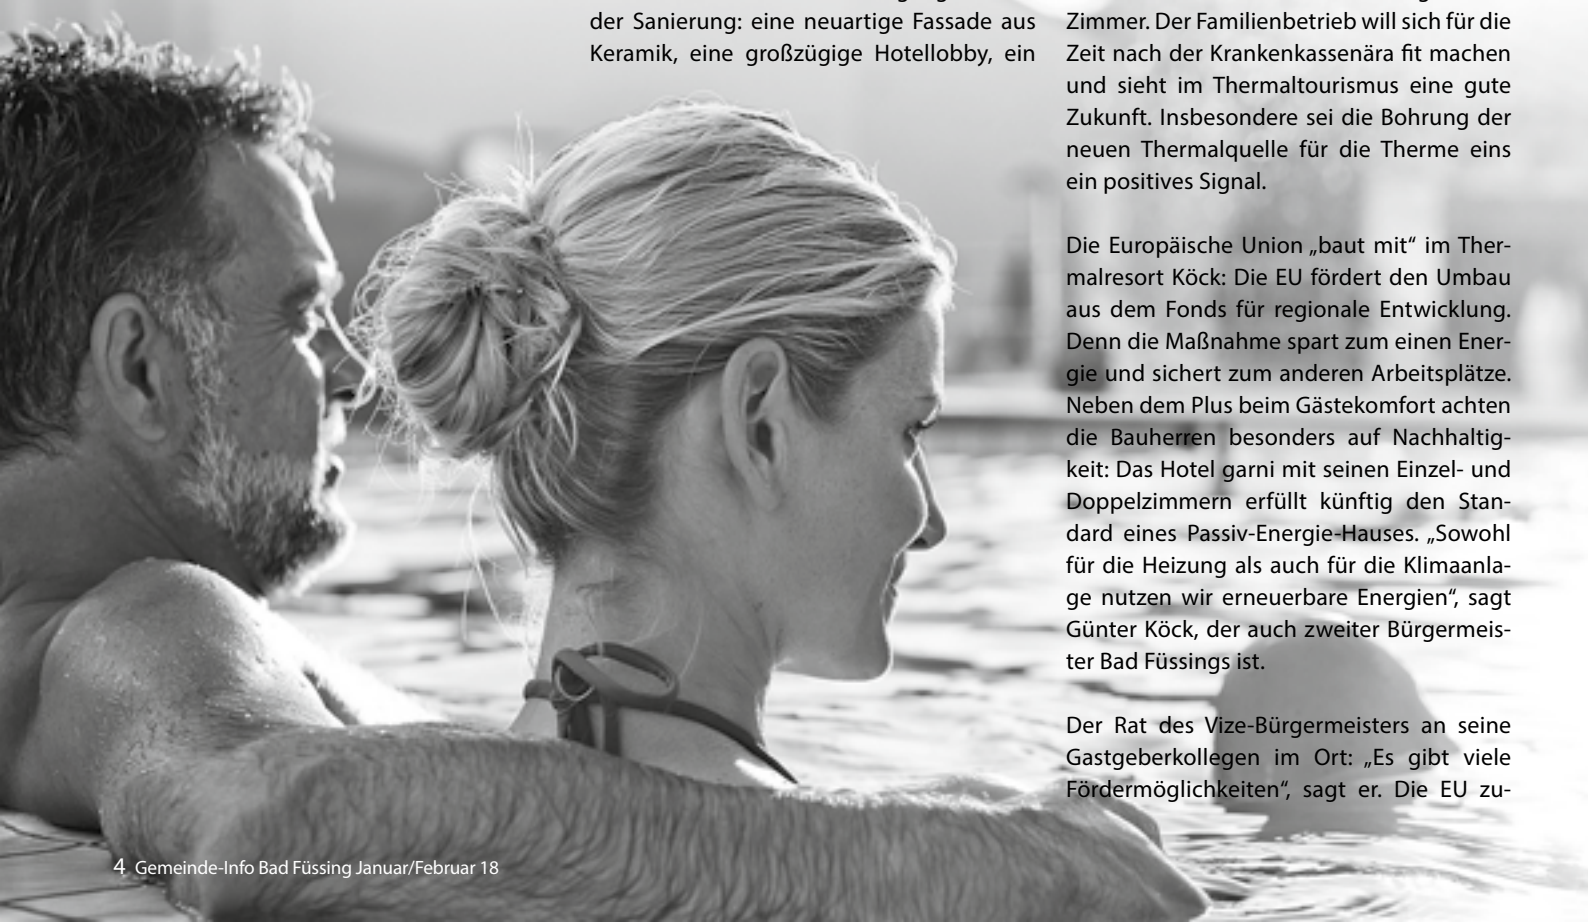 der Sanierung: eine neuartige Fassade aus
Keramik, eine großzügige Hotellobby, ein
Zimmer. Der Familienbetrieb will sich für die
Zeit nach der Krankenkassenära fit machen
und sieht im Thermaltourismus eine gute
Zukunft. Insbesondere sei die Bohrung der
neuen Thermalquelle für die Therme eins
ein positives Signal.
Die Europäische Union „baut mit“ im Ther-
malresort Köck: Die EU fördert den Umbau
aus dem Fonds für regionale Entwicklung.
Denn die Maßnahme spart zum einen Ener-
gie und sichert zum anderen Arbeitsplätze.
Neben dem Plus beim Gästekomfort achten
die Bauherren besonders auf Nachhaltig-
keit: Das Hotel garni mit seinen Einzel- und
Doppelzimmern erfüllt künftig den Stan-
dard eines Passiv-Energie-Hauses. „Sowohl
für die Heizung als auch für die Klimaanla-
ge nutzen wir erneuerbare Energien“, sagt
Günter Köck, der auch zweiter Bürgermeis-
ter Bad Füssings ist.
Der Rat des Vize-Bürgermeisters an seine
Gastgeberkollegen im Ort: „Es gibt viele
Fördermöglichkeiten“, sagt er. Die EU zu-
4 Gemeinde-Info Bad Füssing Januar/Februar 18